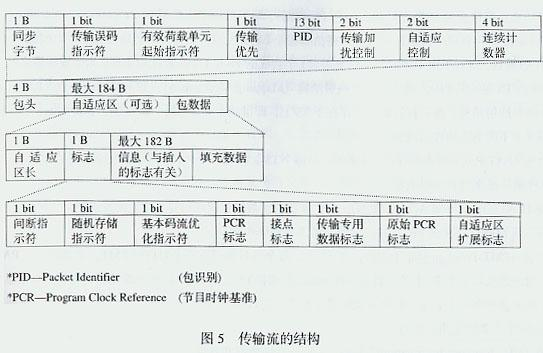 1 B 1 bit 1 bit 1 bit 13 bit 2 bit 2 bit 4 bit
同步 传输误码 有效荷载单元 传输 PID 传输加 自适应 连续计
字节 指示符 起始指示符 优先 扰控制 控制 数器
4 B 最大 184 B
包头 自适应区(可选) 包数据
1 B 1 B 最大 182 B
自适应 标志 信息(与插入 填充数据
区长 的标志有关)
1 bit 1 bit 1 bit 1 bit 1 bit 1 bit 1 bit 1 bit
间断指 随机存储 基本码流优 PCR 接点 传输专用 原始 PCR 自适应区
示符 指示符 化指示符 标志 标志 数据标志 标志 扩展标志
*PID—Packet Identifier (包识别)
*PCR—Program Clock Reference (节目时钟基准)
图 5 传输流的结构